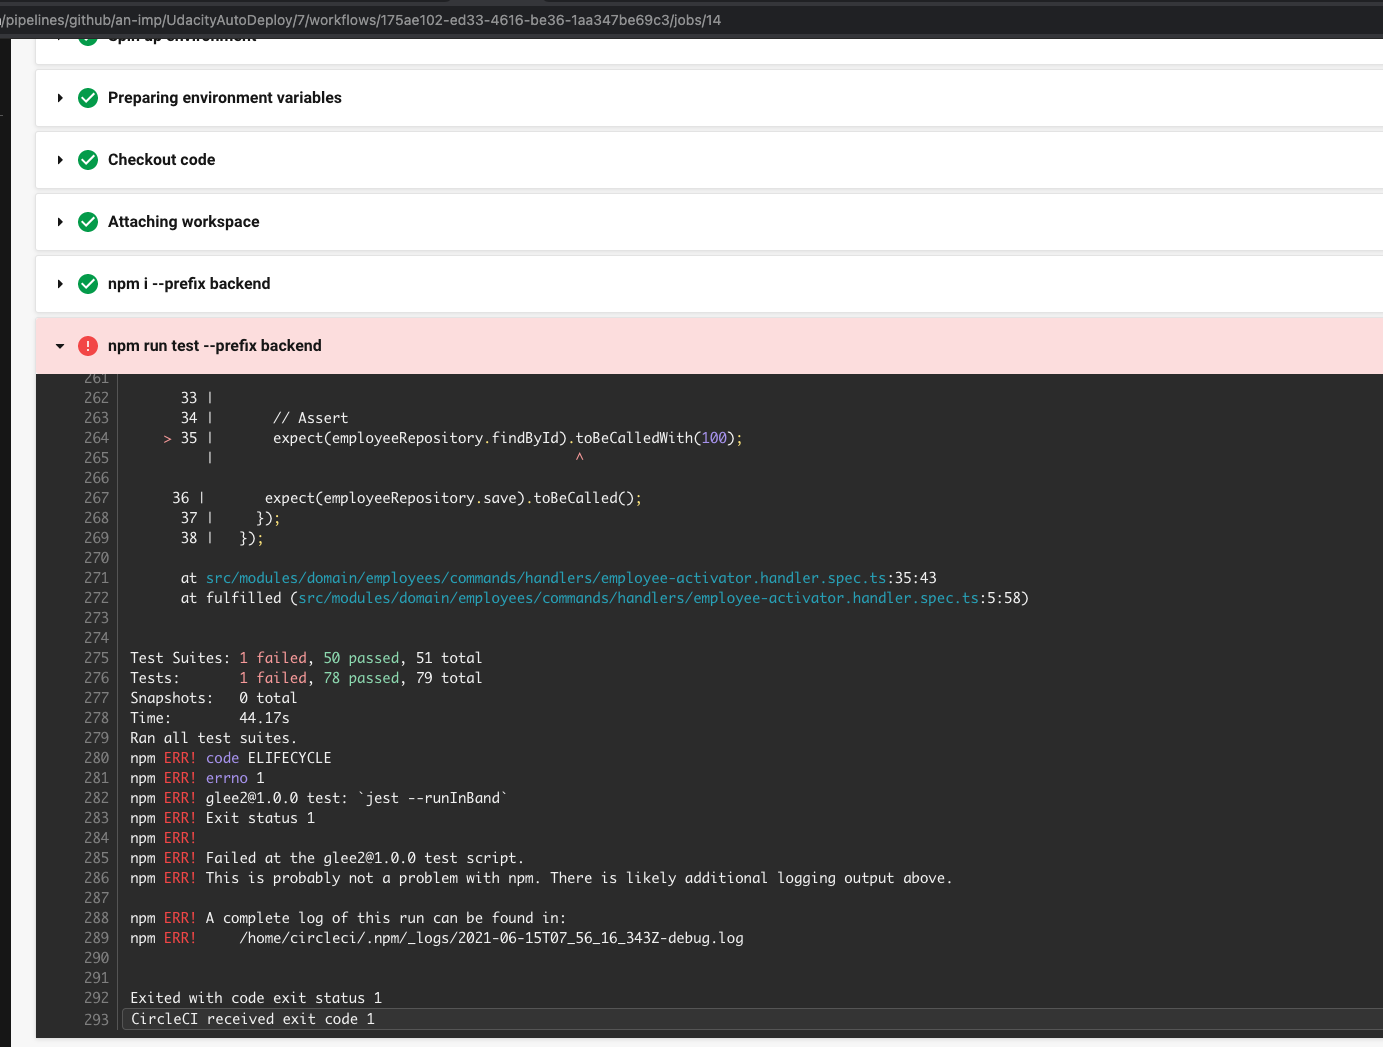 /pipelines/github/an-imp/UdacityAutoDeploy/7/workflows/175ae102-ed33-4616-be36-1aa347be69c3/jobs/14
Spin up environment
Preparing environment variables
Checkout code
Attaching workspace
npm i --prefix backend
npm run test --prefix backend
261
262 33 |
263 34 | // Assert
264 > 35 | expect(employeeRepository.findById).toBeCalledWith(100);
265 | ^
266
267 36 | expect(employeeRepository.save).toBeCalled();
268 37 | });
269 38 | });
270
271 at src/modules/domain/employees/commands/handlers/employee-activator.handler.spec.ts:35:43
272 at fulfilled (src/modules/domain/employees/commands/handlers/employee-activator.handler.spec.ts:5:58)
273
274
275 Test Suites: 1 failed, 50 passed, 51 total
276 Tests: 1 failed, 78 passed, 79 total
277 Snapshots: 0 total
278 Time: 44.17s
279 Ran all test suites.
280 npm ERR! code ELIFECYCLE
281 npm ERR! errno 1
282 npm ERR! glee2@1.0.0 test: `jest --runInBand`
283 npm ERR! Exit status 1
284 npm ERR!
285 npm ERR! Failed at the glee2@1.0.0 test script.
286 npm ERR! This is probably not a problem with npm. There is likely additional logging output above.
287
288 npm ERR! A complete log of this run can be found in:
289 npm ERR! /home/circleci/.npm/_logs/2021-06-15T07_56_16_343Z-debug.log
290
291
292 Exited with code exit status 1
293 CircleCI received exit code 1